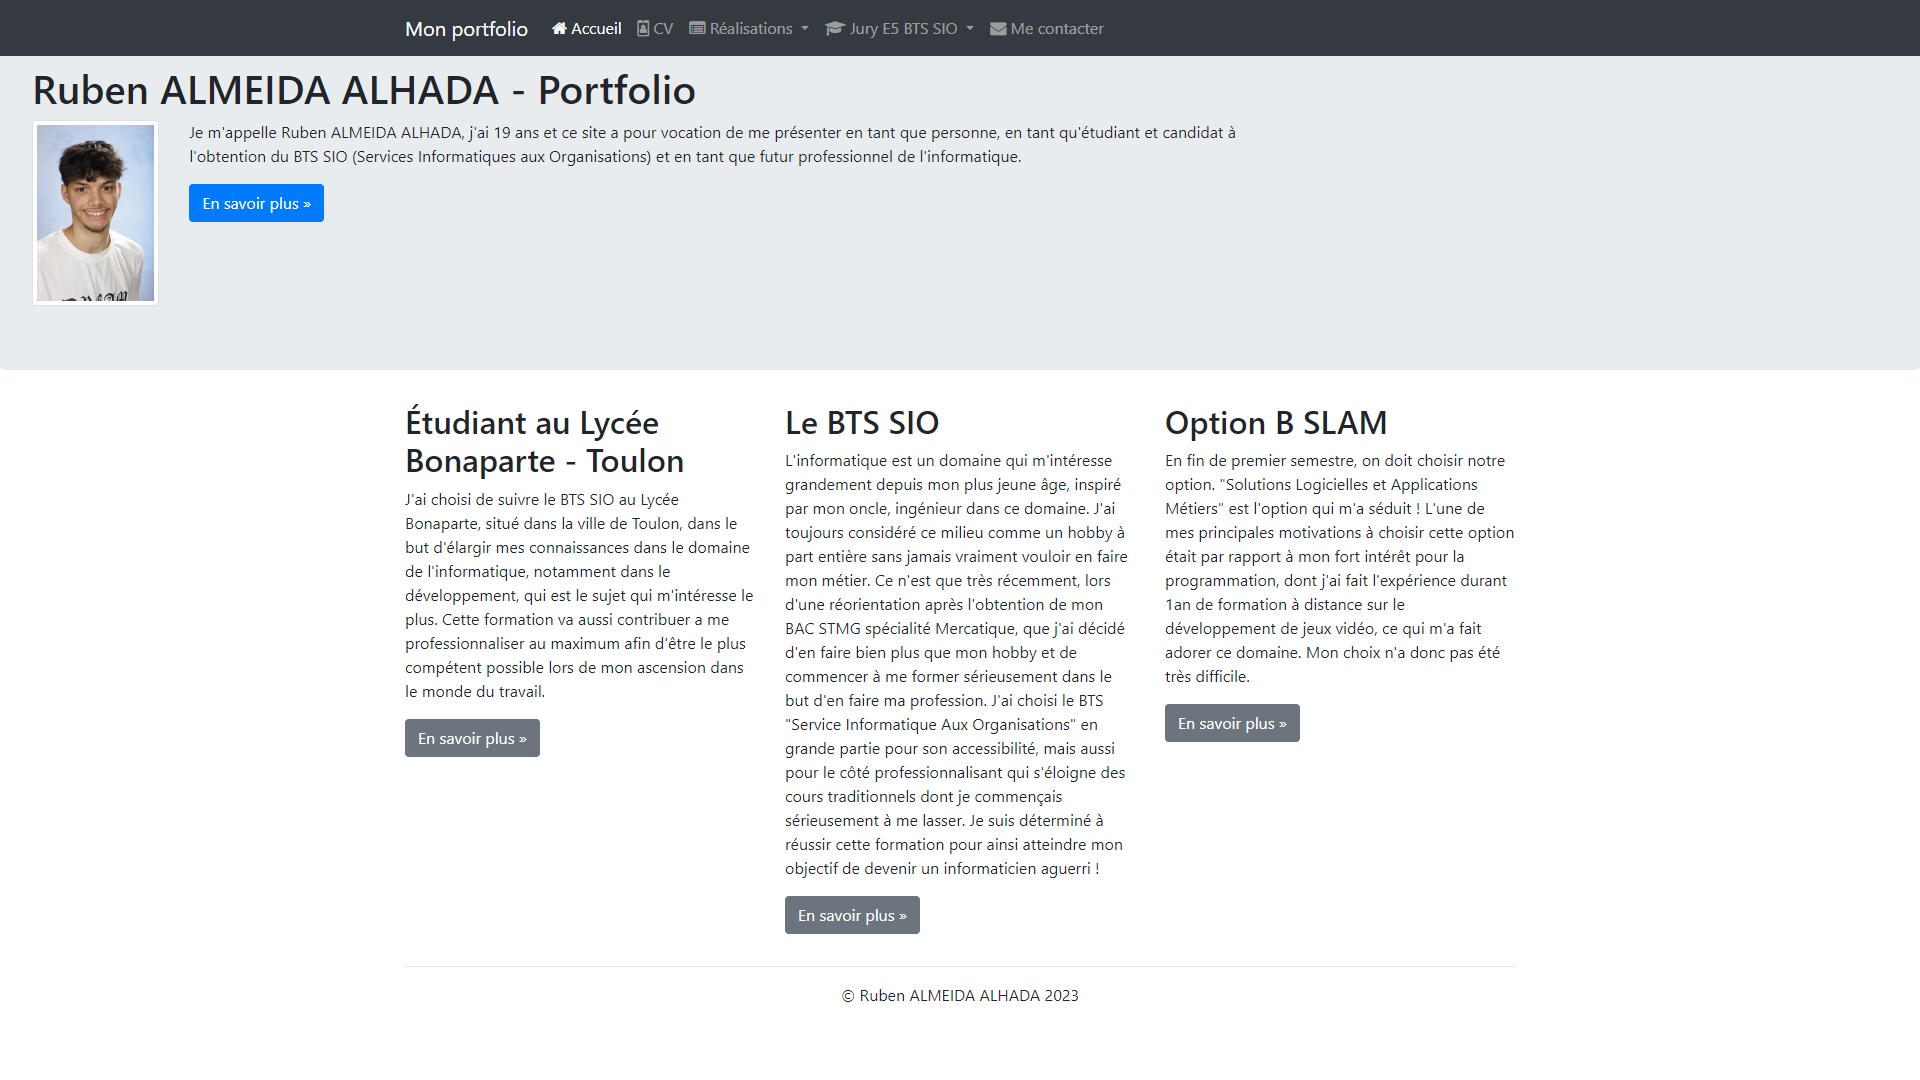 Mon portfolio Accueil CV Réalisations Jury E5 BTS SIO Me contacter
Ruben ALMEIDA ALHADA - Portfolio
Je m'appelle Ruben ALMEIDA ALHADA, j'ai 19 ans et ce site a pour vocation de me présenter en tant que personne, en tant qu'étudiant et candidat à
l'obtention du BTS SIO (Services Informatiques aux Organisations) et en tant que futur professionnel de l'informatique.
En savoir plus »
Étudiant au Lycée
Bonaparte - Toulon
J'ai choisi de suivre le BTS SIO au Lycée
Bonaparte, situé dans la ville de Toulon, dans le
but d'élargir mes connaissances dans le domaine
de l'informatique, notamment dans le
développement, qui est le sujet qui m'intéresse le
plus. Cette formation va aussi contribuer a me
professionnaliser au maximum afin d'être le plus
compétent possible lors de mon ascension dans
le monde du travail.
En savoir plus »
Le BTS SIO
L'informatique est un domaine qui m'intéresse
grandement depuis mon plus jeune âge, inspiré
par mon oncle, ingénieur dans ce domaine. J'ai
toujours considéré ce milieu comme un hobby à
part entière sans jamais vraiment vouloir en faire
mon métier. Ce n'est que très récemment, lors
d'une réorientation après l'obtention de mon
BAC STMG spécialité Mercatique, que j'ai décidé
d'en faire bien plus que mon hobby et de
commencer à me former sérieusement dans le
but d'en faire ma profession. J'ai choisi le BTS
"Service Informatique Aux Organisations" en
grande partie pour son accessibilité, mais aussi
pour le côté professionnalisant qui s'éloigne des
cours traditionnels dont je commençais
sérieusement à me lasser. Je suis déterminé à
réussir cette formation pour ainsi atteindre mon
objectif de devenir un informaticien aguerri !
En savoir plus »
Option B SLAM
En fin de premier semestre, on doit choisir notre
option. "Solutions Logicielles et Applications
Métiers" est l'option qui m'a séduit ! L'une de
mes principales motivations à choisir cette option
était par rapport à mon fort intérêt pour la
programmation, dont j'ai fait l'expérience durant
1an de formation à distance sur le
développement de jeux vidéo, ce qui m'a fait
adorer ce domaine. Mon choix n'a donc pas été
très difficile.
En savoir plus »
© Ruben ALMEIDA ALHADA 2023